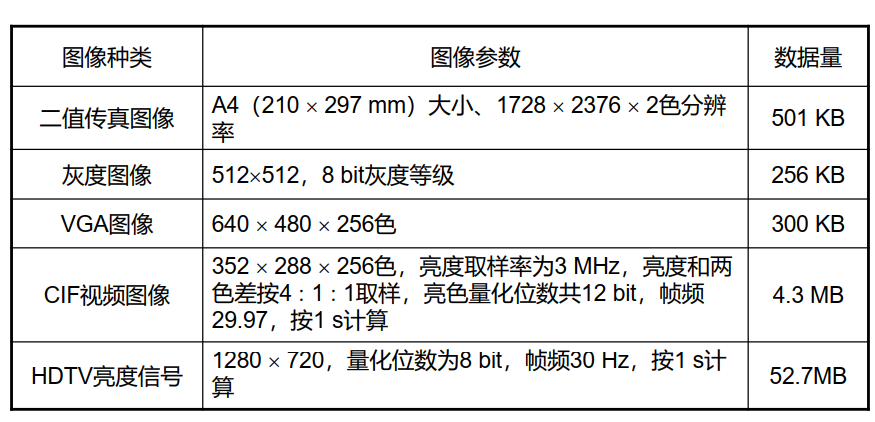 图像种类
图像参数
数据量
二值传真图像
A4（210 × 297 mm）大小、1728 × 2376 × 2色分辨
率
501 KB
灰度图像
512×512，8 bit灰度等级
256 KB
VGA图像
640 × 480 × 256色
300 KB
CIF视频图像
352 × 288 × 256色，亮度取样率为3 MHz，亮度和两
色差按4∶1∶1取样，亮色量化位数共12 bit，帧频
29.97，按1 s计算
4.3 MB
HDTV亮度信号
1280 × 720，量化位数为8 bit，帧频30 Hz，按1 s计
算
52.7MB